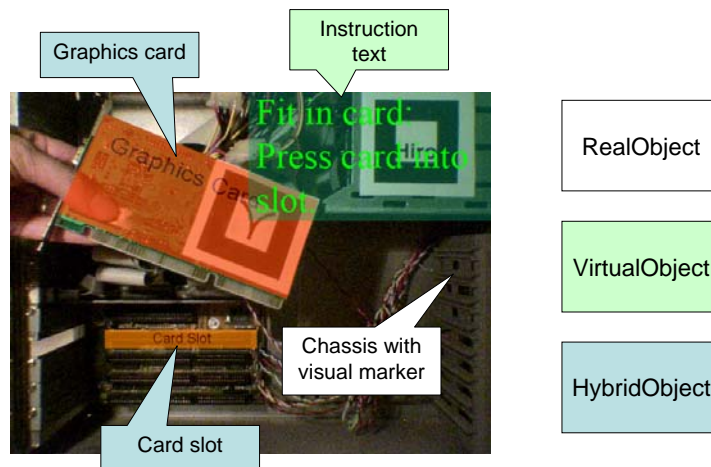 Graphics card
Instruction
text
Fit in card:
Press card into
slot.
Graphics Card
Card Slot
Chassis with
visual marker
Card slot
RealObject
VirtualObject
HybridObject